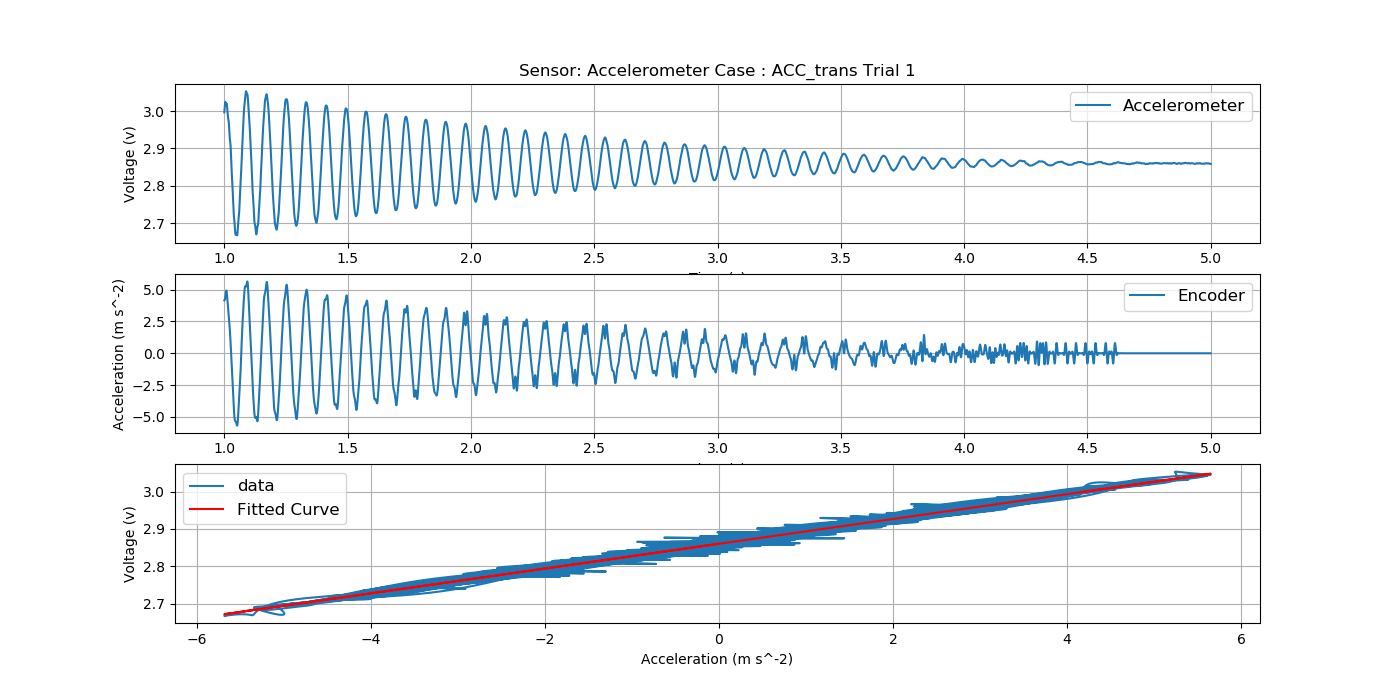 Sensor: Accelerometer Case : ACC_trans Trial 1
Voltage (v)
3.0
2.9
2.8
2.7
Accelerometer
1.0 1.5 2.0 2.5 3.0 3.5 4.0 4.5 5.0
Acceleration (m s^-2)
5.0
2.5
0.0
−2.5
−5.0
Encoder
1.0 1.5 2.0 2.5 3.0 3.5 4.0 4.5 5.0
Voltage (v)
3.0
2.9
2.8
2.7
data
Fitted Curve
−6 −4 −2 0 2 4 6
Acceleration (m s^-2)